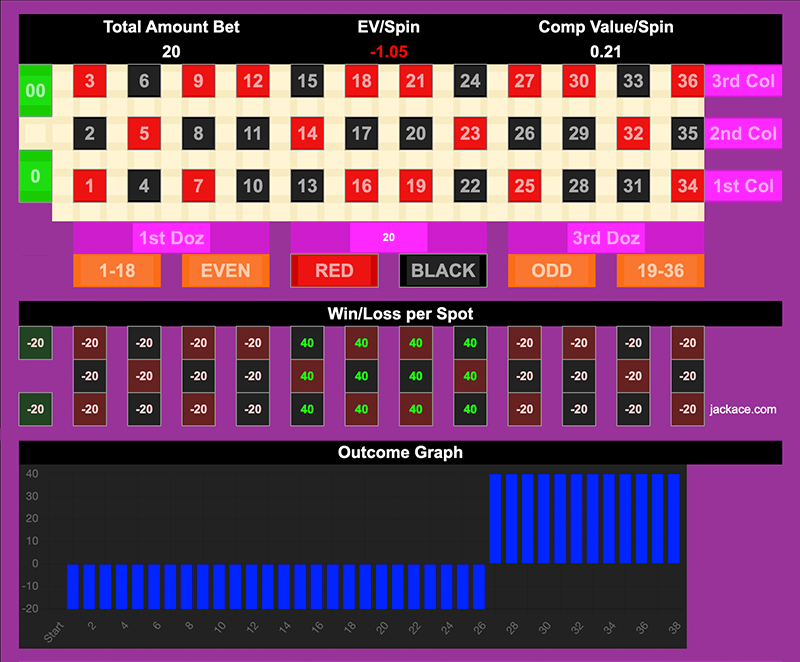 Total Amount Bet EV/Spin Comp Value/Spin
20 -1.05 0.21
00 3 6 9 12 15 18 21 24 27 30 33 36 3rd Col
2 5 8 11 14 17 20 23 26 29 32 35 2nd Col
0 1 4 7 10 13 16 19 22 25 28 31 34 1st Col
1st Doz 20 3rd Doz
1-18 EVEN RED BLACK ODD 19-36
Win/Loss per Spot
-20 -20 -20 -20 -20 40 40 40 40 -20 -20 -20 -20
-20 -20 -20 -20 40 40 40 40 -20 -20 -20 -20
-20 -20 -20 -20 -20 40 40 40 40 -20 -20 -20 -20 jackace.com
Outcome Graph
40
30
20
10
0
-10
-20
Start 2 4 6 8 10 12 14 16 18 20 22 24 26 28 30 32 34 36 38